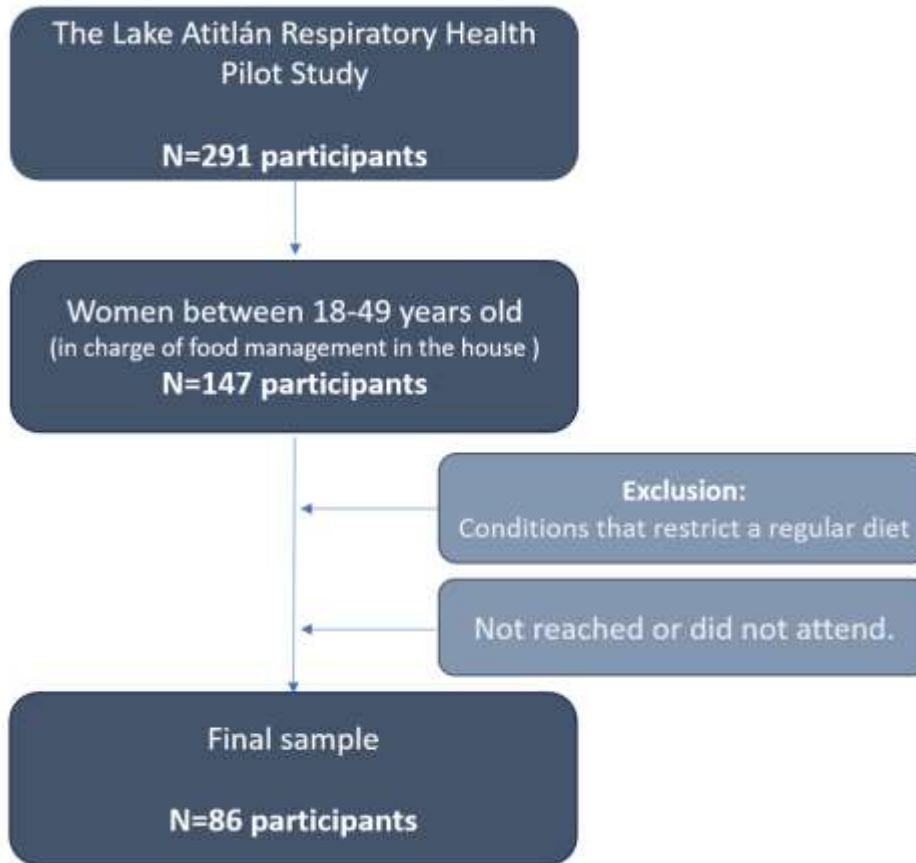 The Lake Atitlán Respiratory Health
Pilot Study
N=291 participants
Women between 18-49 years old
(in charge of food management in the house )
N=147 participants
Exclusion:
Conditions that restrict a regular diet
Not reached or did not attend.
Final sample
N=86 participants